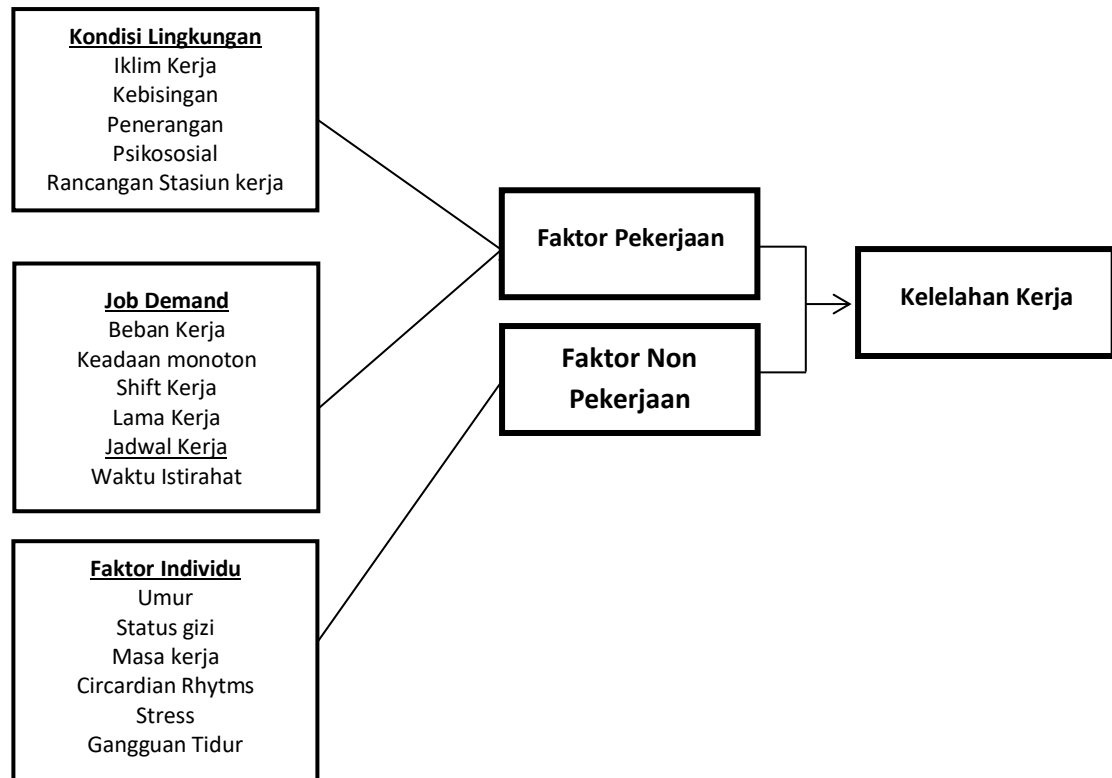 Kondisi Lingkungan
Iklim Kerja
Kebisingan
Penerangan
Psikososial
Rancangan Stasiun kerja
Job Demand
Beban Kerja
Keadaan monoton
Shift Kerja
Lama Kerja
Jadwal Kerja
Waktu Istirahat
Faktor Individu
Umur
Status gizi
Masa kerja
Circardian Rhytms
Stress
Gangguan Tidur
Faktor Pekerjaan
Faktor Non
Pekerjaan
Kelelahan Kerja